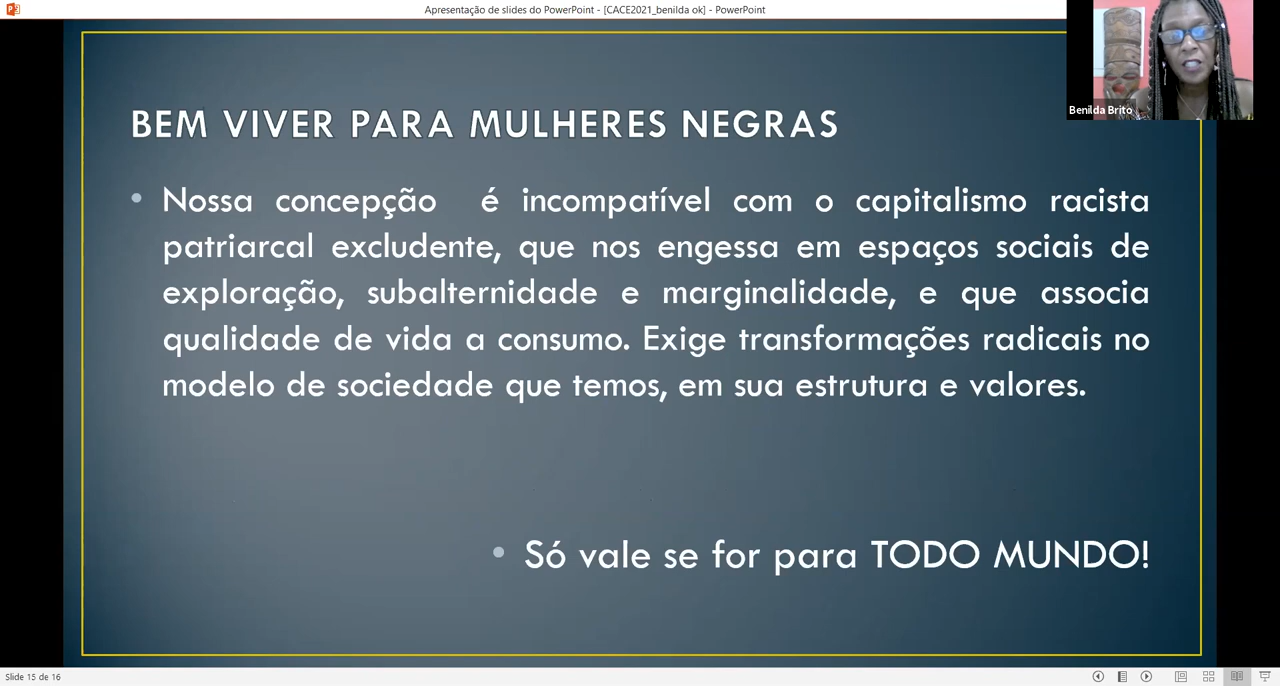 Apresentação de slides do PowerPoint - [CACE2021_benilda ok] - PowerPoint
Benilda Brito
BEM VIVER PARA MULHERES NEGRAS
• Nossa concepção é incompatível com o capitalismo racista
patriarcal excludente, que nos engessa em espaços sociais de
exploração, subalternidade e marginalidade, e que associa
qualidade de vida a consumo. Exige transformações radicais no
modelo de sociedade que temos, em sua estrutura e valores.
• Só vale se for para TODO MUNDO!
Slide 15 de 16